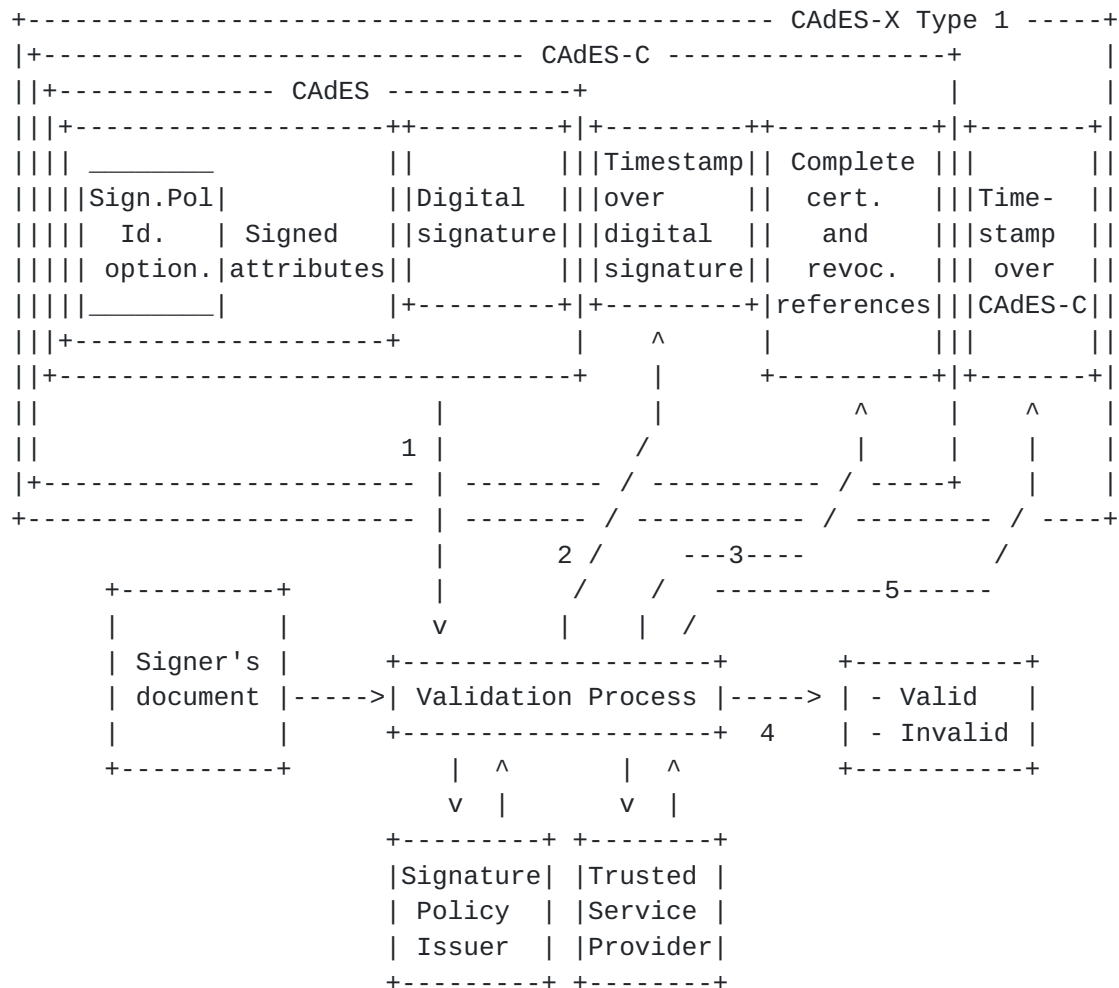 +------------------------------------------------ CAdES-X Type 1 -----+
|+------------------------------- CAdES-C ------------------+         |
||+-------------- CAdES ------------+                       |         |
|||+--------------------++---------+|+---------++----------+|+-------+|
|||| ________            ||         |||Timestamp|| Complete |||       ||
|||||Sign.Pol|           ||Digital  |||over     ||  cert.   |||Time-  ||
|||||  Id.   | Signed    ||signature|||digital  ||   and    |||stamp  ||
||||| option.|attributes||         |||signature||  revoc.  ||| over  ||
|||||________|          |+---------+|+---------+|references|||CAdES-C||
|||+--------------------+           |    ^      |          |||       ||
||+---------------------------------+    |      +----------+|+-------+|
||                         |             |            ^     |    ^    |
||                       1 |            /             |     |    |    |
|+------------------------ | --------- / ----------- / -----+    |    |
+------------------------- | -------- / ----------- / --------- / ----+
                           |       2 /     ---3----            /
      +----------+         |        /    /   -----------5------
      |          |         v       |    |  /
      | Signer's |      +--------------------+       +-----------+
      | document |----->| Validation Process |-----> | - Valid   |
      |          |      +--------------------+  4    | - Invalid |
      +----------+          |  ^       |  ^          +-----------+
                            v  |       v  |
                        +---------+ +--------+
                        |Signature| |Trusted |
                        | Policy  | |Service |
                        | Issuer  | |Provider|
                        +---------+ +--------+